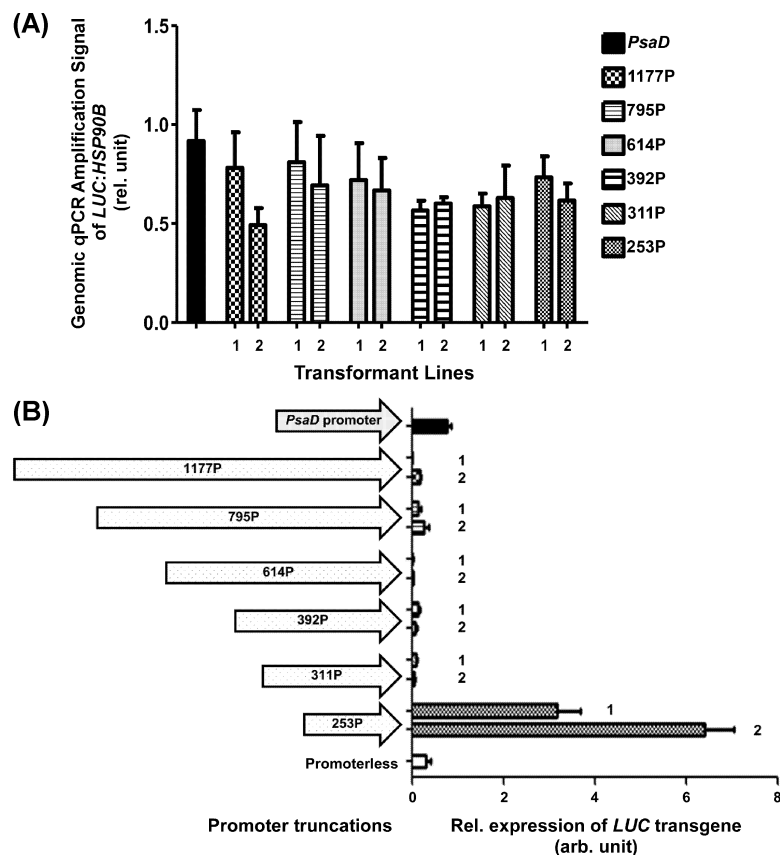 (A)
Genomic qPCR Amplification Signal
of LUC:HSP90B
(rel. unit)
1.5
1.0
0.5
0.0
1 2 1 2 1 2 1 2 1 2 1 2
Transformant Lines
PsaD
1177P
795P
614P
392P
311P
253P
(B)
PsaD promoter
1177P
1
2
795P
1
2
614P
1
2
392P
1
2
311P
1
2
253P
1
2
Promoterless
0 2 4 6 8
Promoter truncations
Rel. expression of LUC transgene
(arb. unit)